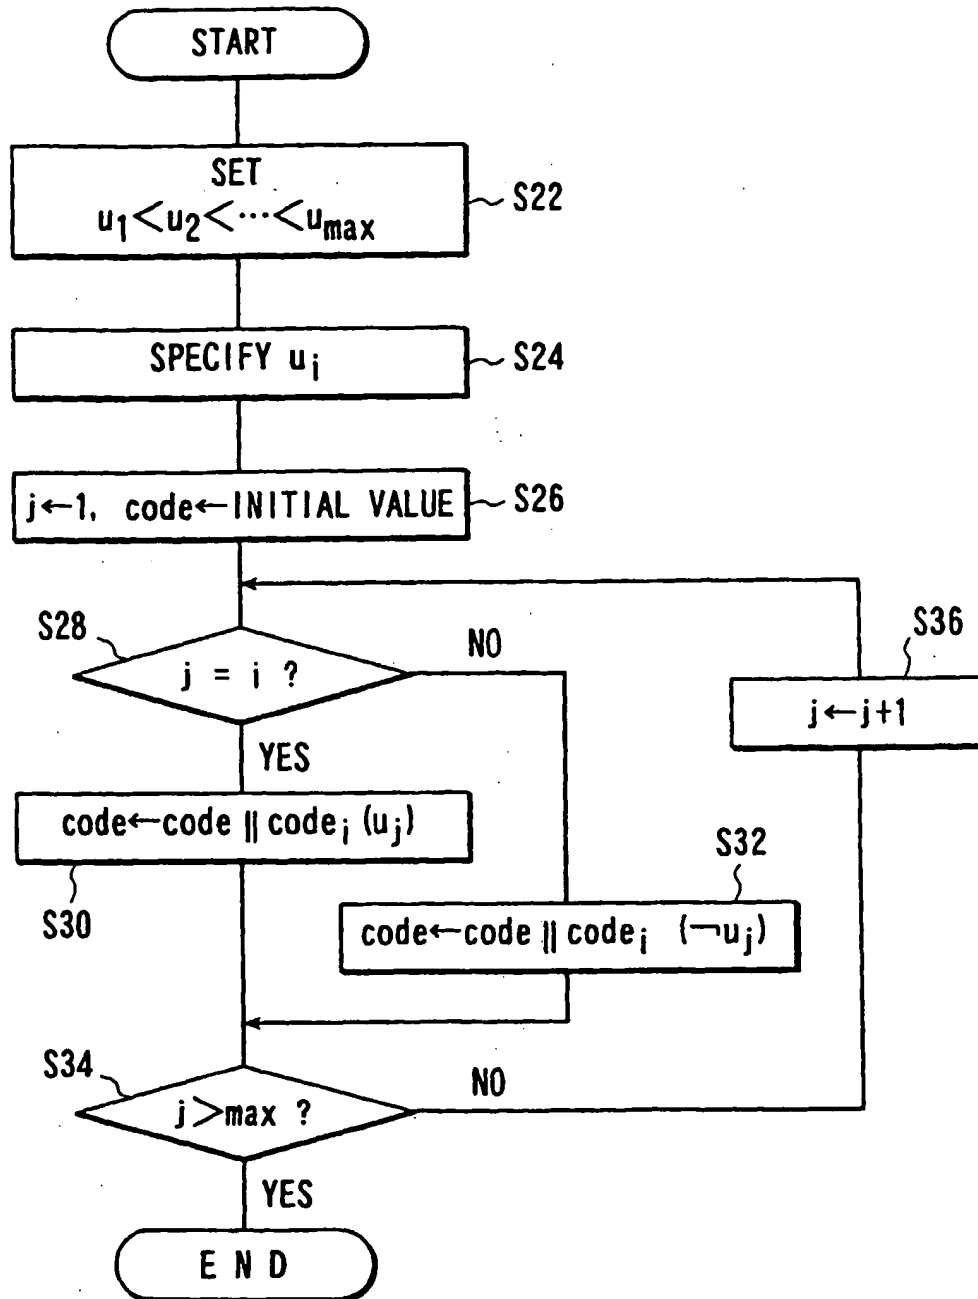 START
SET
u1<u2<···<umax
S22
SPECIFY ui
S24
j←1, code←INITIAL VALUE
S26
S28
j = i ?
NO
S36
j←j+1
YES
code←code || codei (uj)
S30
S32
code←code || codei (¬uj)
S34
j>max ?
NO
YES
END